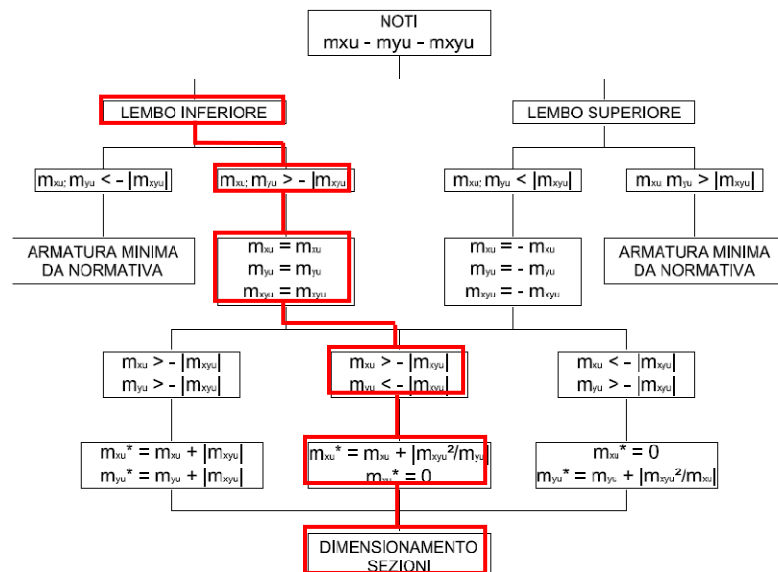 NOTI
mxu - myu - mxyu
LEMBO INFERIORE
LEMBO SUPERIORE
mxu; myu < - |mxyu|
mxu; myu > - |mxyu|
mxu; myu < |mxyu|
mxu myu > |mxyu|
ARMATURA MINIMA
DA NORMATIVA
mxu = mxu
myu = myu
mxyu = mxyu
mxu = - mxu
myu = - myu
mxyu = - mxyu
ARMATURA MINIMA
DA NORMATIVA
mxu > - |mxyu|
myu > - |mxyu|
mxu > - |mxyu|
myu < - |mxyu|
mxu < - |mxyu|
myu > - |mxyu|
mxu* = mxu + |mxyu|
myu* = myu + |mxyu|
mxu* = mxu + |mxyu²/myu|
mxu* = 0
mxu* = 0
myu* = myu + |mxyu²/mxu|
DIMENSIONAMENTO
SEZIONI